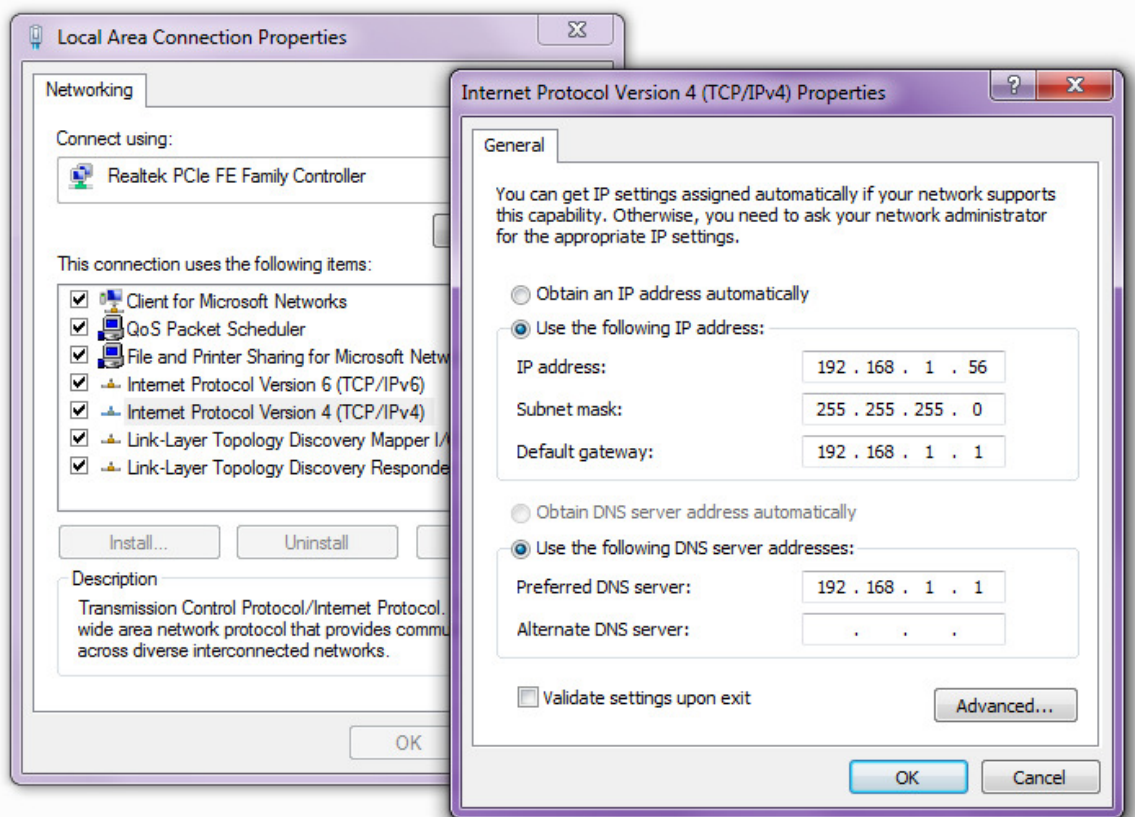 Local Area Connection Properties
Networking
Connect using:
Realtek PCIe FE Family Controller
This connection uses the following items:
Client for Microsoft Networks
QoS Packet Scheduler
File and Printer Sharing for Microsoft Netw
Internet Protocol Version 6 (TCP/IPv6)
Internet Protocol Version 4 (TCP/IPv4)
Link-Layer Topology Discovery Mapper I/
Link-Layer Topology Discovery Responde
Install...
Uninstall
Description
Transmission Control Protocol/Internet Protocol.
wide area network protocol that provides commu
across diverse interconnected networks.
OK
Internet Protocol Version 4 (TCP/IPv4) Properties
?
General
You can get IP settings assigned automatically if your network supports
this capability. Otherwise, you need to ask your network administrator
for the appropriate IP settings.
Obtain an IP address automatically
Use the following IP address:
IP address: 192 . 168 . 1 . 56
Subnet mask: 255 . 255 . 255 . 0
Default gateway: 192 . 168 . 1 . 1
Obtain DNS server address automatically
Use the following DNS server addresses:
Preferred DNS server: 192 . 168 . 1 . 1
Alternate DNS server: . . .
Validate settings upon exit
Advanced...
OK
Cancel